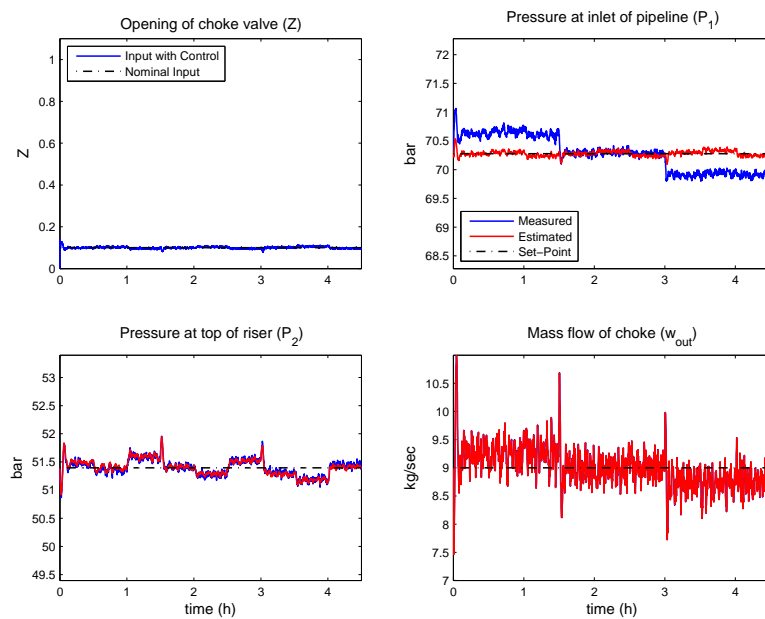 Opening of choke valve (Z)
Input with Control
Nominal Input
Z
1
0.8
0.6
0.4
0.2
0
0 1 2 3 4
Pressure at inlet of pipeline (P1)
bar
72
71.5
71
70.5
70
69.5
69
68.5
Measured
Estimated
Set-Point
0 1 2 3 4
Pressure at top of riser (P2)
bar
53
52.5
52
51.5
51
50.5
50
49.5
0 1 2 3 4
time (h)
Mass flow of choke (wout)
kg/sec
10.5
10
9.5
9
8.5
8
7.5
7
0 1 2 3 4
time (h)